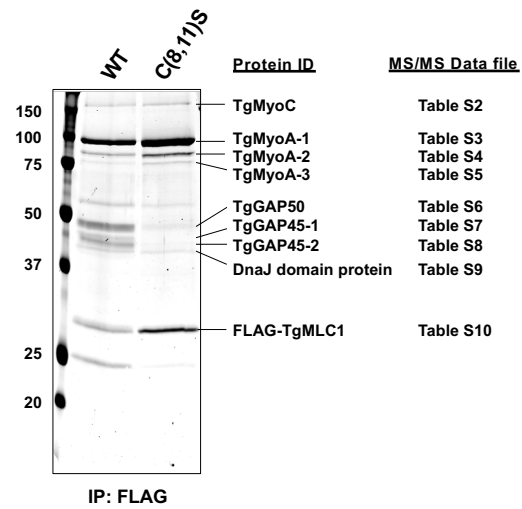 WT C(8,11)S
Protein ID MS/MS Data file
150 TgMyoC Table S2
100 TgMyoA-1 Table S3
TgMyoA-2 Table S4
75 TgMyoA-3 Table S5
50 TgGAP50 Table S6
TgGAP45-1 Table S7
TgGAP45-2 Table S8
37 DnaJ domain protein Table S9
FLAG-TgMLC1 Table S10
25
20
IP: FLAG